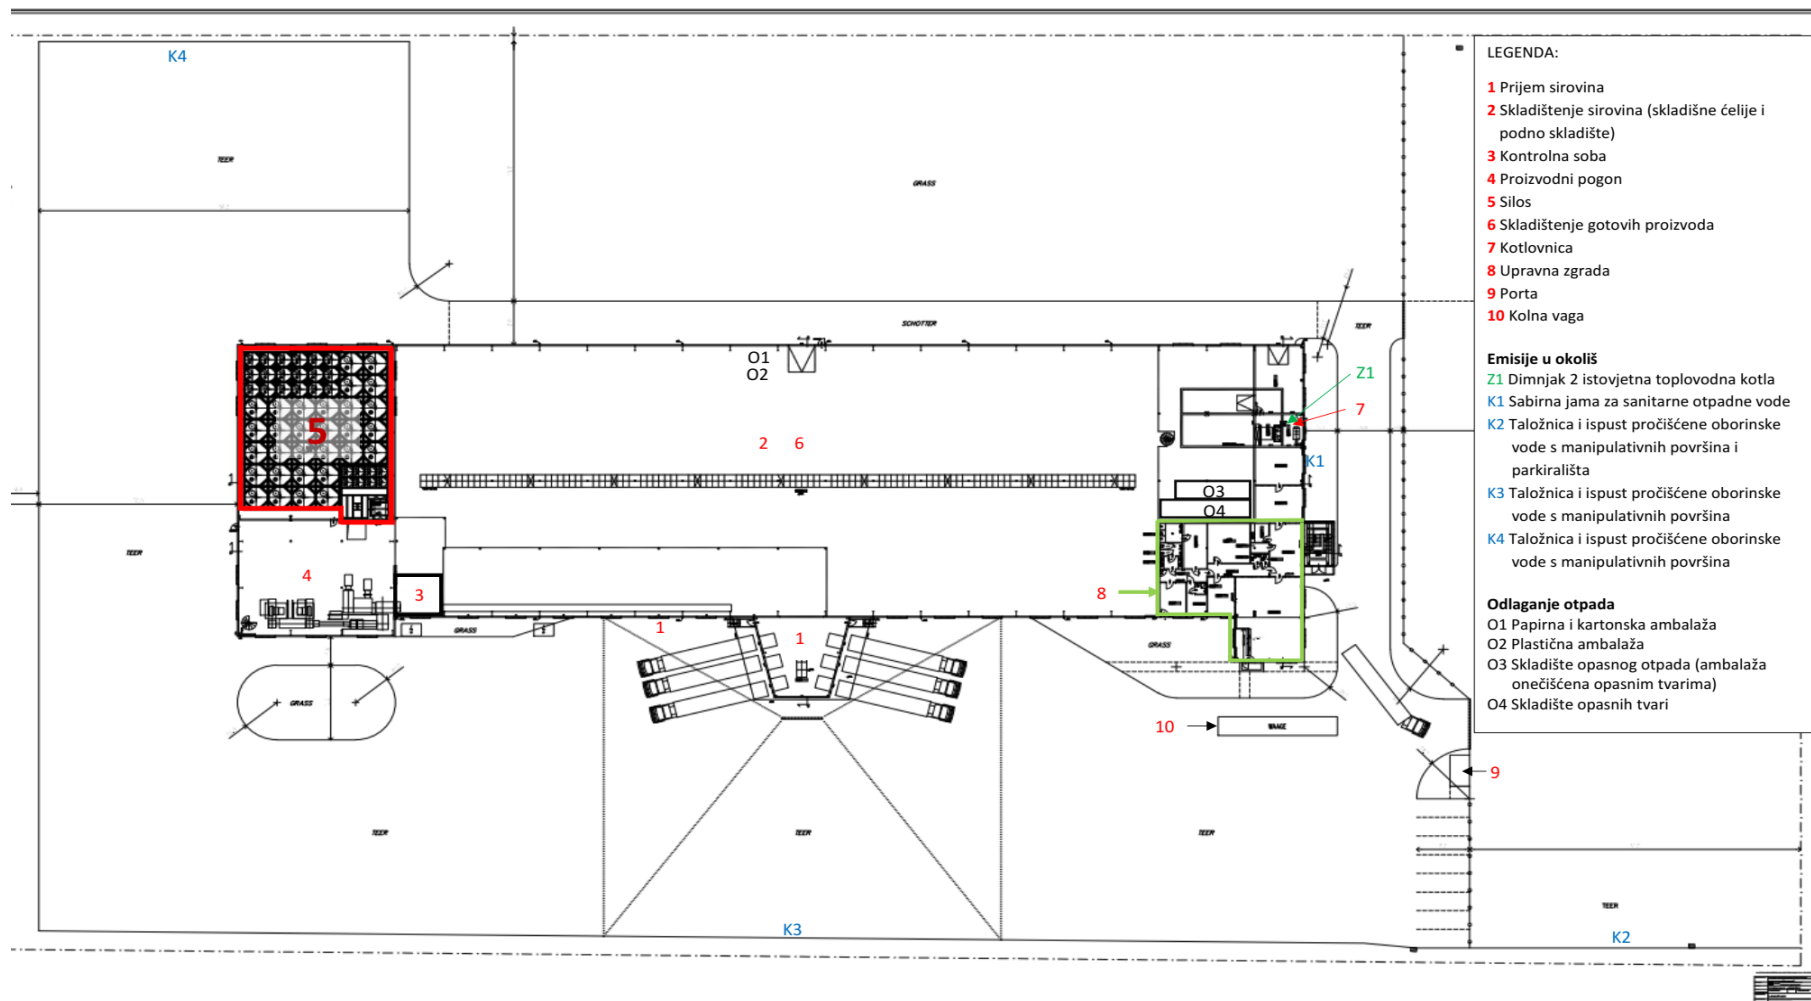 K4
TEER
GRASS
SCHOTTER
TEER
O1
O2
Z1
7
5
2 6
K1
O3
O4
TEER
4
3
8
GRASS
1
1
GRASS
GRASS
10
WAAGE
9
TEER
TEER
TEER
TEER
K3
K2
LEGENDA:
1 Prijem sirovina
2 Skladištenje sirovina (skladišne ćelije i
podno skladište)
3 Kontrolna soba
4 Proizvodni pogon
5 Silos
6 Skladištenje gotovih proizvoda
7 Kotlovnica
8 Upravna zgrada
9 Porta
10 Kolna vaga
Emisije u okoliš
Z1 Dimnjak 2 istovjetna toplovodna kotla
K1 Sabirna jama za sanitarne otpadne vode
K2 Taložnica i ispust pročišćene oborinske
vode s manipulativnih površina i
parkirališta
K3 Taložnica i ispust pročišćene oborinske
vode s manipulativnih površina
K4 Taložnica i ispust pročišćene oborinske
vode s manipulativnih površina
Odlaganje otpada
O1 Papirna i kartonska ambalaža
O2 Plastična ambalaža
O3 Skladište opasnog otpada (ambalaža
onečišćena opasnim tvarima)
O4 Skladište opasnih tvari